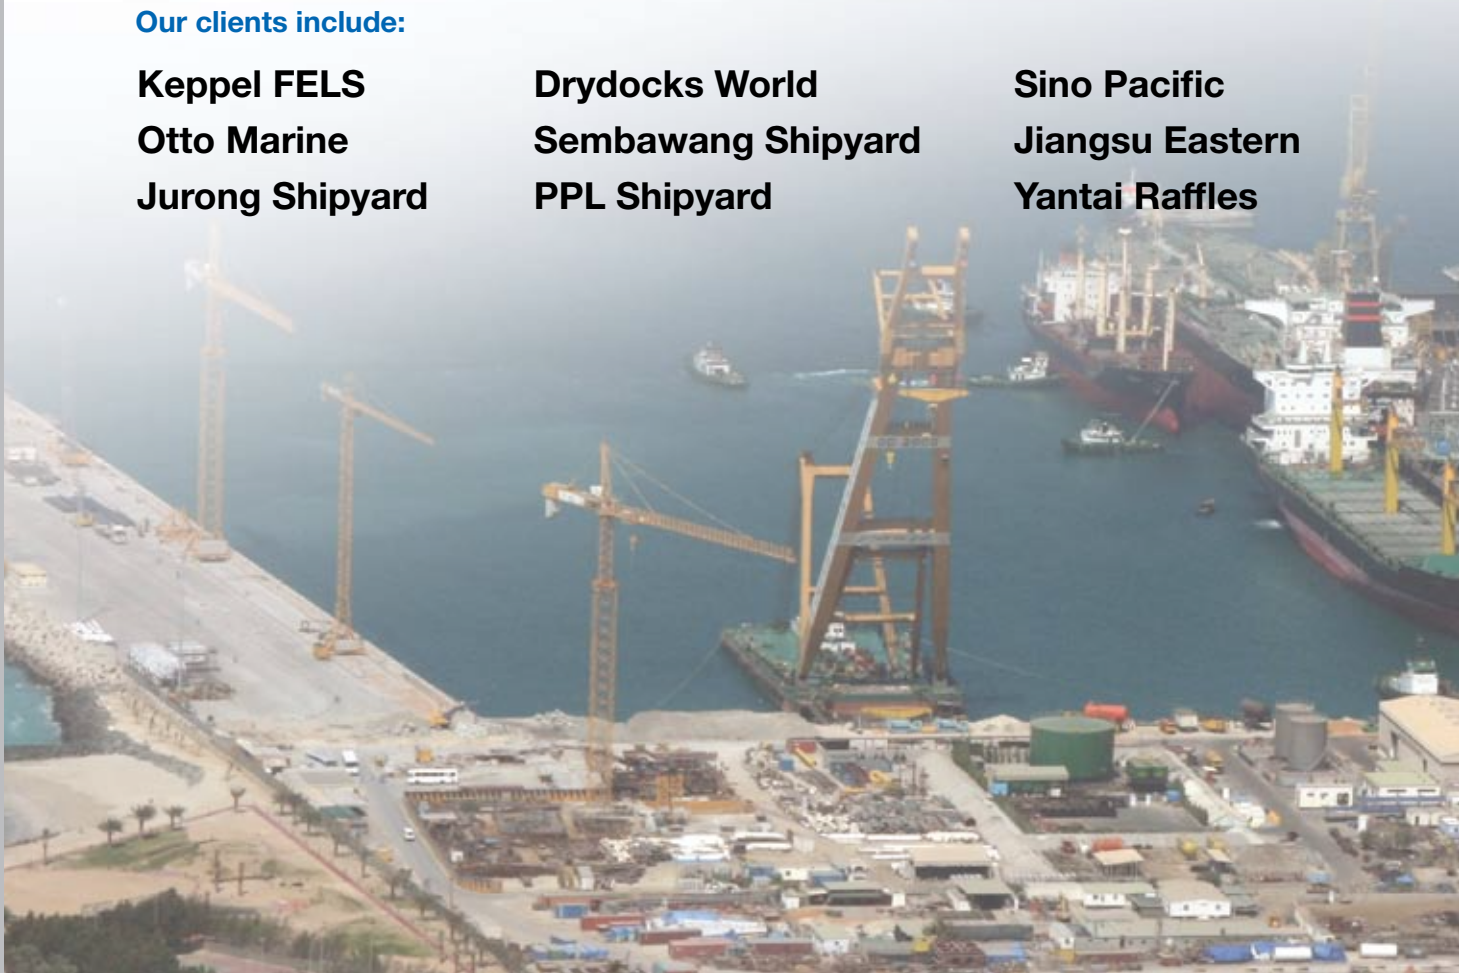 Our clients include:
Keppel FELS
Otto Marine
Jurong Shipyard
Drydocks World
Sembawang Shipyard
PPL Shipyard
Sino Pacific
Jiangsu Eastern
Yantai Raffles